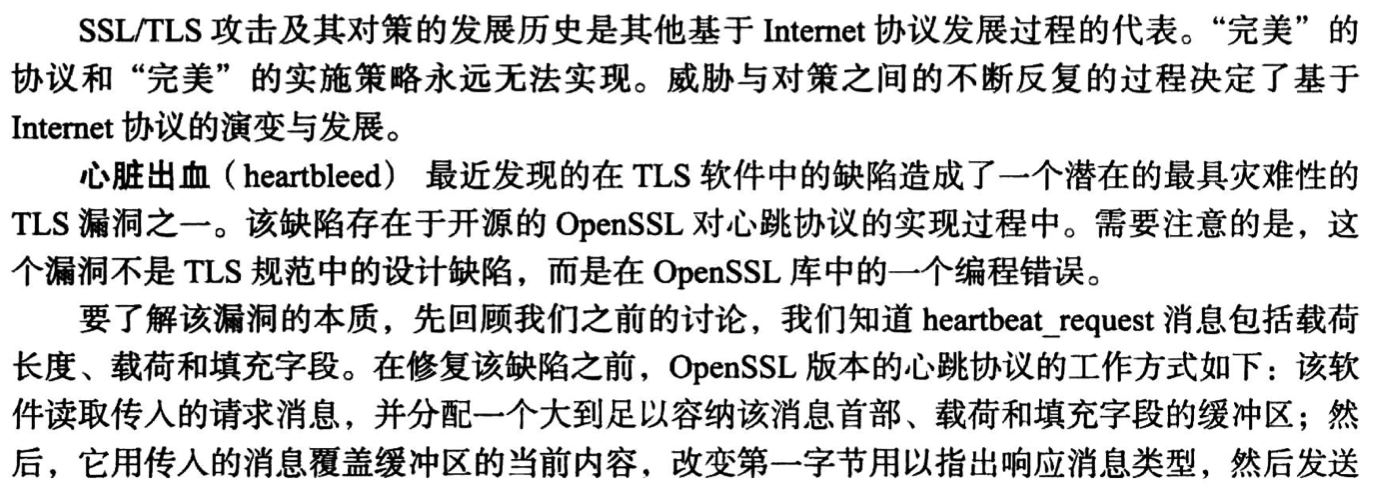 SSL/TLS 攻击及其对策的发展历史是其他基于 Internet 协议发展过程的代表。“完美”的
协议和“完美”的实施策略永远无法实现。威胁与对策之间的不断反复的过程决定了基于
Internet 协议的演变与发展。
心脏出血（heartbleed） 最近发现的在 TLS 软件中的缺陷造成了一个潜在的最具灾难性的
TLS 漏洞之一。该缺陷存在于开源的 OpenSSL 对心跳协议的实现过程中。需要注意的是，这
个漏洞不是 TLS 规范中的设计缺陷，而是在 OpenSSL 库中的一个编程错误。
要了解该漏洞的本质，先回顾我们之前的讨论，我们知道 heartbeat_request 消息包括载荷
长度、载荷和填充字段。在修复该缺陷之前，OpenSSL 版本的心跳协议的工作方式如下：该软
件读取传入的请求消息，并分配一个大到足以容纳该消息首部、载荷和填充字段的缓冲区；然
后，它用传入的消息覆盖缓冲区的当前内容，改变第一字节用以指出响应消息类型，然后发送